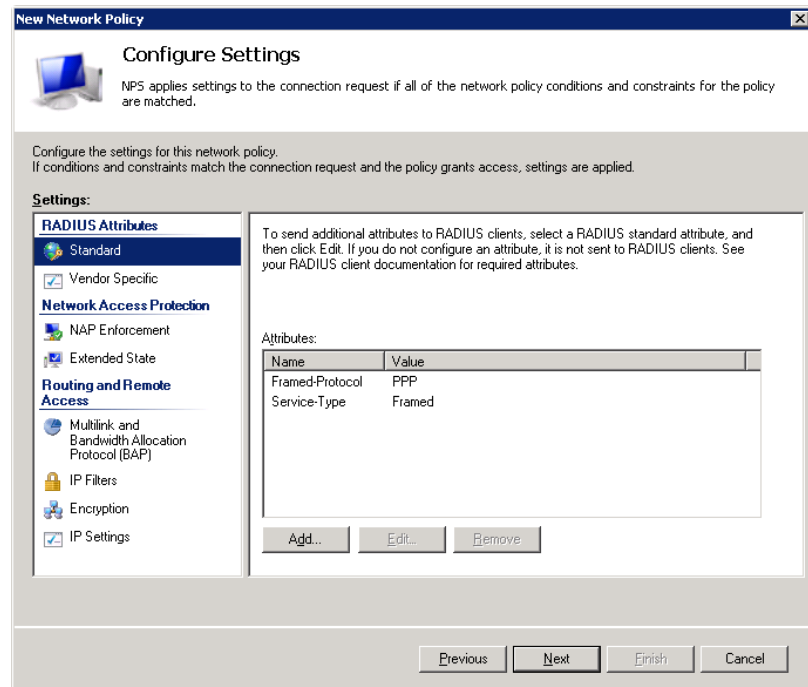 New Network Policy
Configure Settings
NPS applies settings to the connection request if all of the network policy conditions and constraints for the policy
are matched.
Configure the settings for this network policy.
If conditions and constraints match the connection request and the policy grants access, settings are applied.
Settings:
RADIUS Attributes
Standard
Vendor Specific
Network Access Protection
NAP Enforcement
Extended State
Routing and Remote
Access
Multilink and
Bandwidth Allocation
Protocol (BAP)
IP Filters
Encryption
IP Settings
To send additional attributes to RADIUS clients, select a RADIUS standard attribute, and
then click Edit. If you do not configure an attribute, it is not sent to RADIUS clients. See
your RADIUS client documentation for required attributes.
Attributes:
Name Value
Framed-Protocol PPP
Service-Type Framed
Add... Edit... Remove
Previous Next Finish Cancel